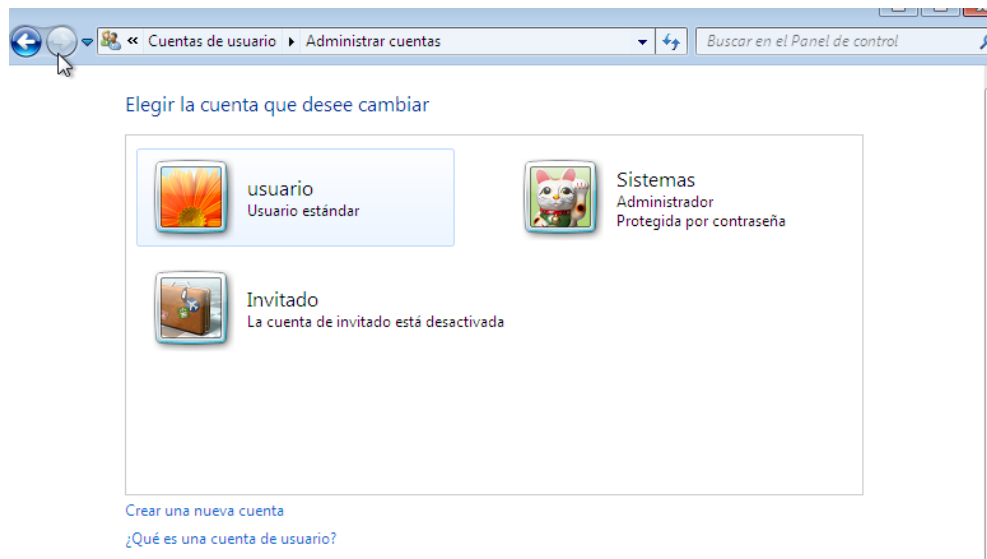 « Cuentas de usuario ▸ Administrar cuentas
Buscar en el Panel de control
Elegir la cuenta que desee cambiar
usuario
Usuario estándar
Sistemas
Administrador
Protegida por contraseña
Invitado
La cuenta de invitado está desactivada
Crear una nueva cuenta
¿Qué es una cuenta de usuario?